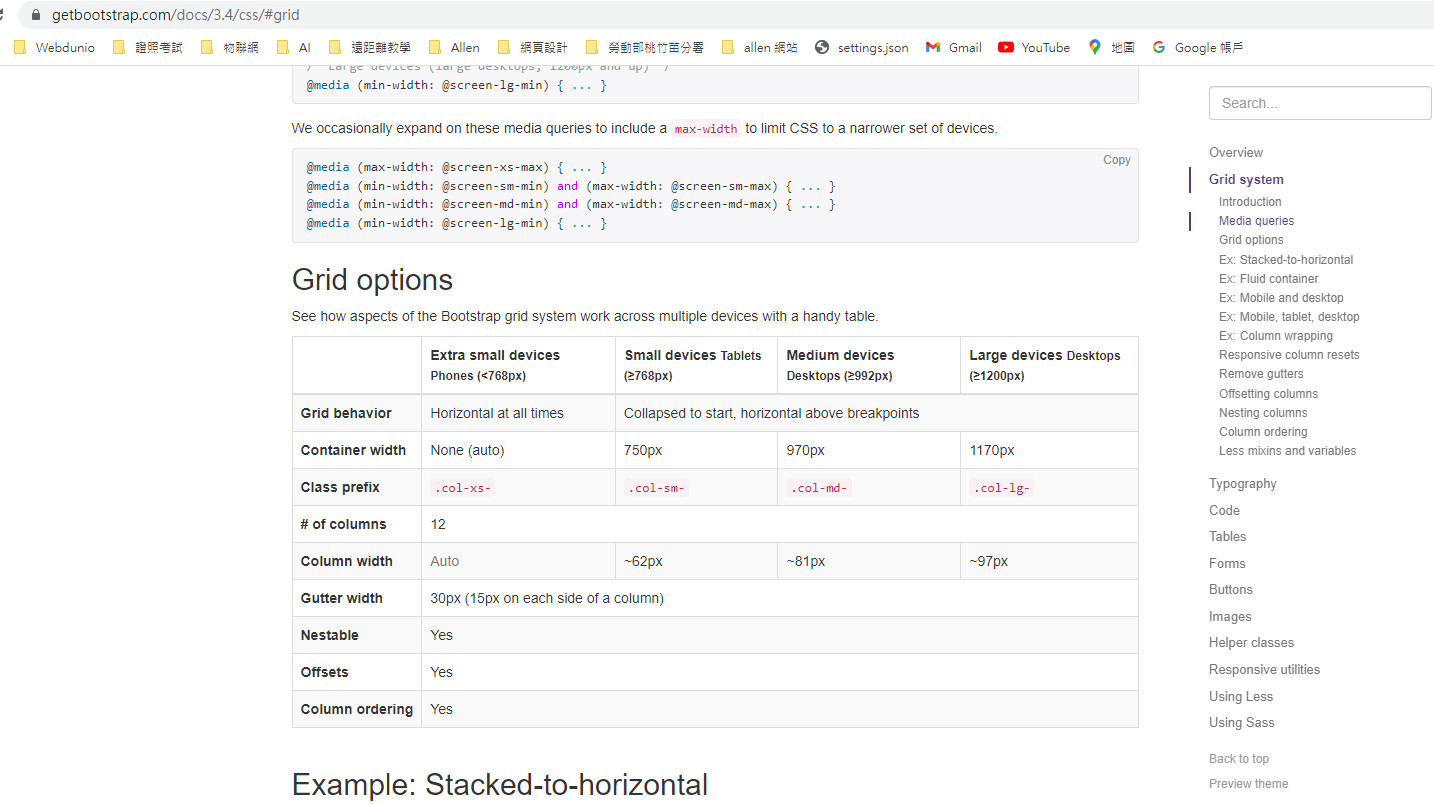 getbootstrap.com/docs/3.4/css/#grid
Webdunio 證照考試 物聯網 AI 遠距離教學 Allen 網頁設計 勞動部桃竹苗分署 allen 網站 settings.json Gmail YouTube 地圖 Google 帳戶
/* Large devices (large desktops, 1200px and up) */
@media (min-width: @screen-lg-min) { ... }
We occasionally expand on these media queries to include a max-width to limit CSS to a narrower set of devices.
Copy
@media (max-width: @screen-xs-max) { ... }
@media (min-width: @screen-sm-min) and (max-width: @screen-sm-max) { ... }
@media (min-width: @screen-md-min) and (max-width: @screen-md-max) { ... }
@media (min-width: @screen-lg-min) { ... }
Grid options
See how aspects of the Bootstrap grid system work across multiple devices with a handy table.
Extra small devices Small devices Tablets Medium devices Large devices Desktops
Phones (<768px) (≥768px) Desktops (≥992px) (≥1200px)
Grid behavior Horizontal at all times Collapsed to start, horizontal above breakpoints
Container width None (auto) 750px 970px 1170px
Class prefix .col-xs- .col-sm- .col-md- .col-lg-
# of columns 12
Column width Auto ~62px ~81px ~97px
Gutter width 30px (15px on each side of a column)
Nestable Yes
Offsets Yes
Column ordering Yes
Example: Stacked-to-horizontal
Search...
Overview
Grid system
Introduction
Media queries
Grid options
Ex: Stacked-to-horizontal
Ex: Fluid container
Ex: Mobile and desktop
Ex: Mobile, tablet, desktop
Ex: Column wrapping
Responsive column resets
Remove gutters
Offsetting columns
Nesting columns
Column ordering
Less mixins and variables
Typography
Code
Tables
Forms
Buttons
Images
Helper classes
Responsive utilities
Using Less
Using Sass
Back to top
Preview theme